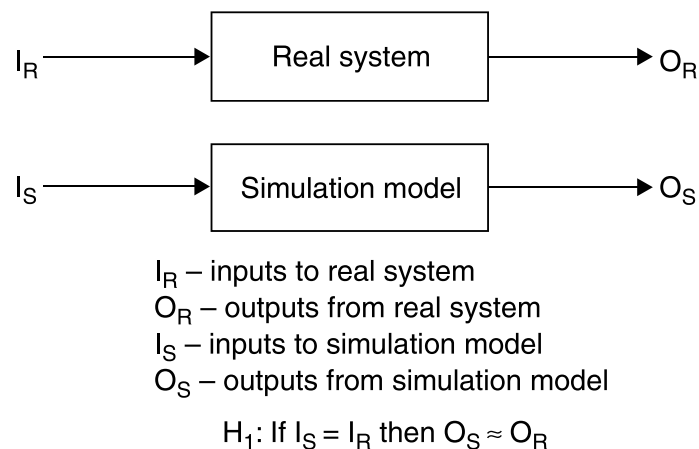 I_R Real system O_R
I_S Simulation model O_S
I_R – inputs to real system
O_R – outputs from real system
I_S – inputs to simulation model
O_S – outputs from simulation model
H_1: If I_S = I_R then O_S ≈ O_R